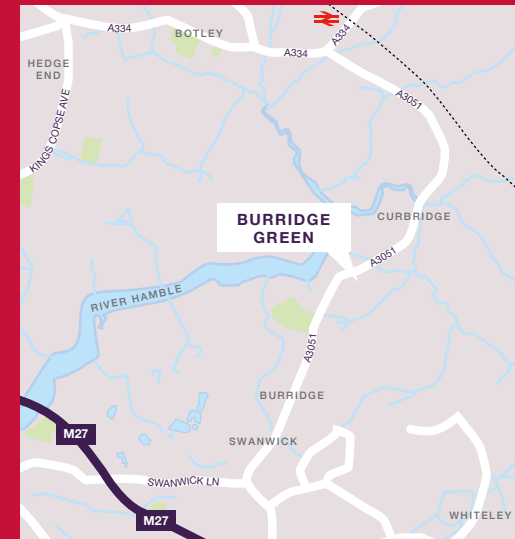 A334
BOTLEY
A334
A334
HEDGE
END
KINGS COPSE AVE
A3051
BURRIDGE
GREEN
CURBRIDGE
A3051
RIVER HAMBLE
A3051
BURRIDGE
M27
SWANWICK
SWANWICK LN
M27
WHITELEY